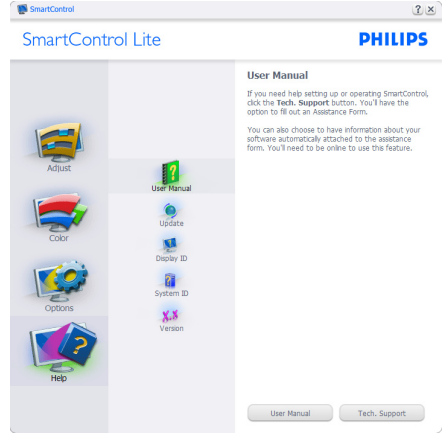 SmartControl
SmartControl Lite
PHILIPS
Adjust
Color
Options
Help
User Manual
Update
Display ID
System ID
X.X
Version
User Manual
If you need help setting up or operating SmartControl,
click the Tech. Support button. You'll have the
option to fill out an Assistance Form.
You can also choose to have information about your
software automatically attached to the assistance
form. You'll need to be online to use this feature.
User Manual
Tech. Support